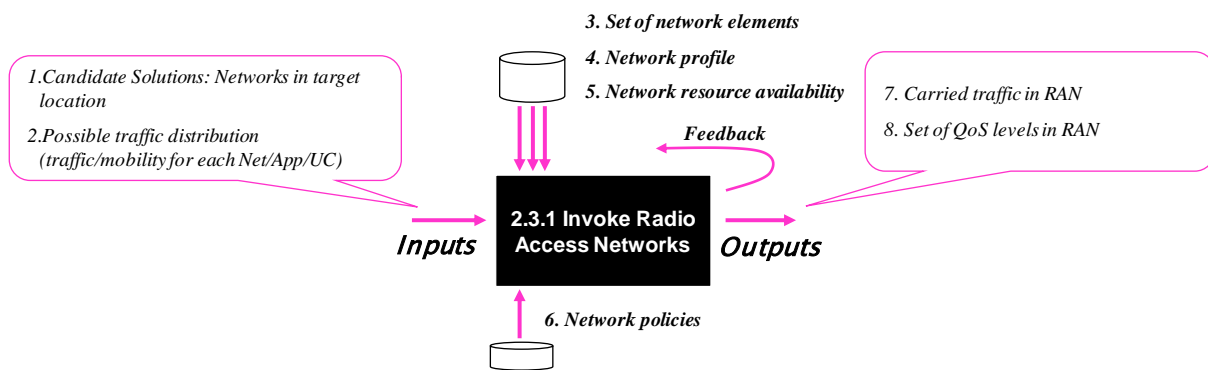 3. Set of network elements
4. Network profile
5. Network resource availability
1.Candidate Solutions: Networks in target
location
2.Possible traffic distribution
(traffic/mobility for each Net/App/UC)
7. Carried traffic in RAN
8. Set of QoS levels in RAN
Feedback
Inputs
2.3.1 Invoke Radio
Access Networks
Outputs
6. Network policies